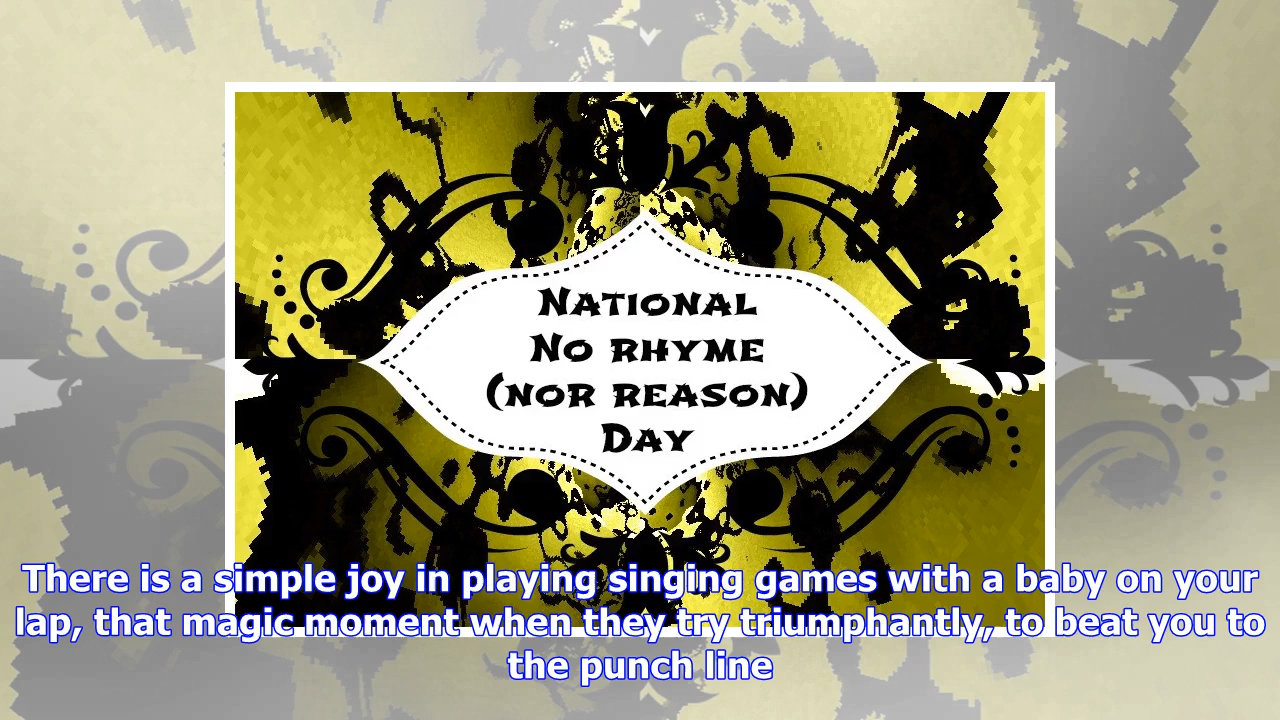 National
No rhyme
(nor reason)
Day
There is a simple joy in playing singing games with a baby on your
lap, that magic moment when they try triumphantly, to beat you to
the punch line